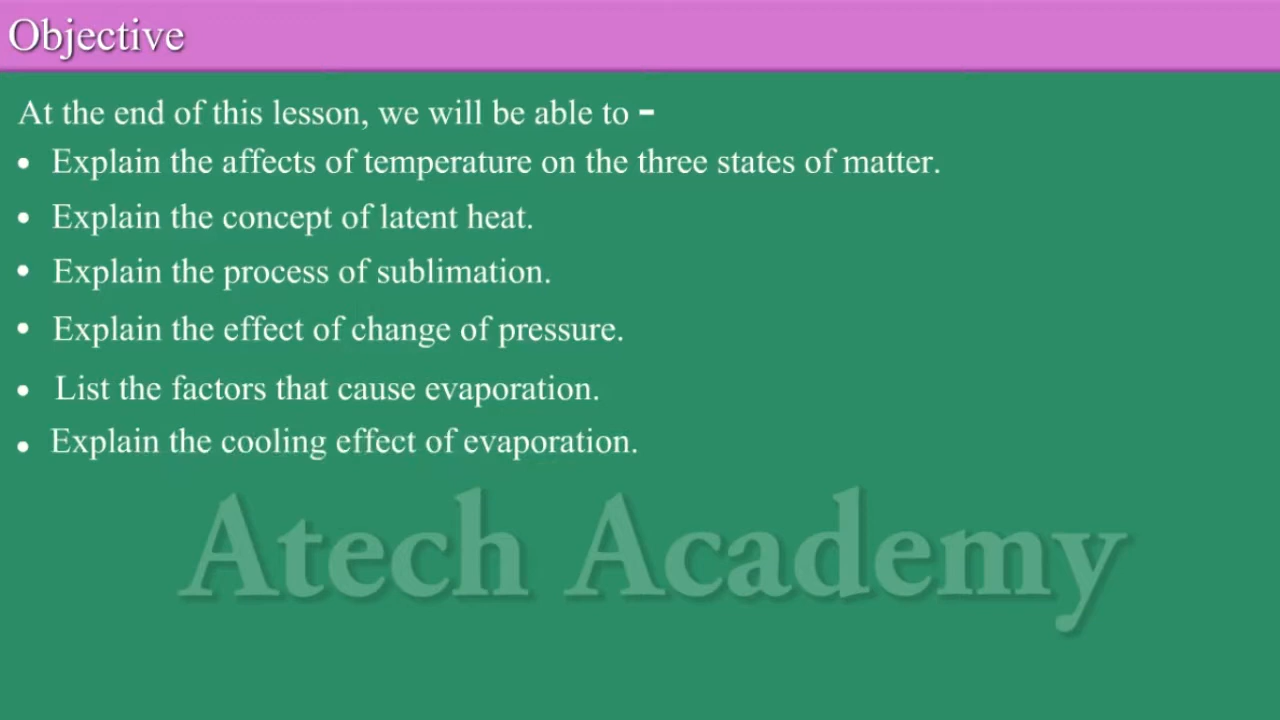 Objective
At the end of this lesson, we will be able to -
• Explain the affects of temperature on the three states of matter.
• Explain the concept of latent heat.
• Explain the process of sublimation.
• Explain the effect of change of pressure.
• List the factors that cause evaporation.
• Explain the cooling effect of evaporation.
Atech Academy